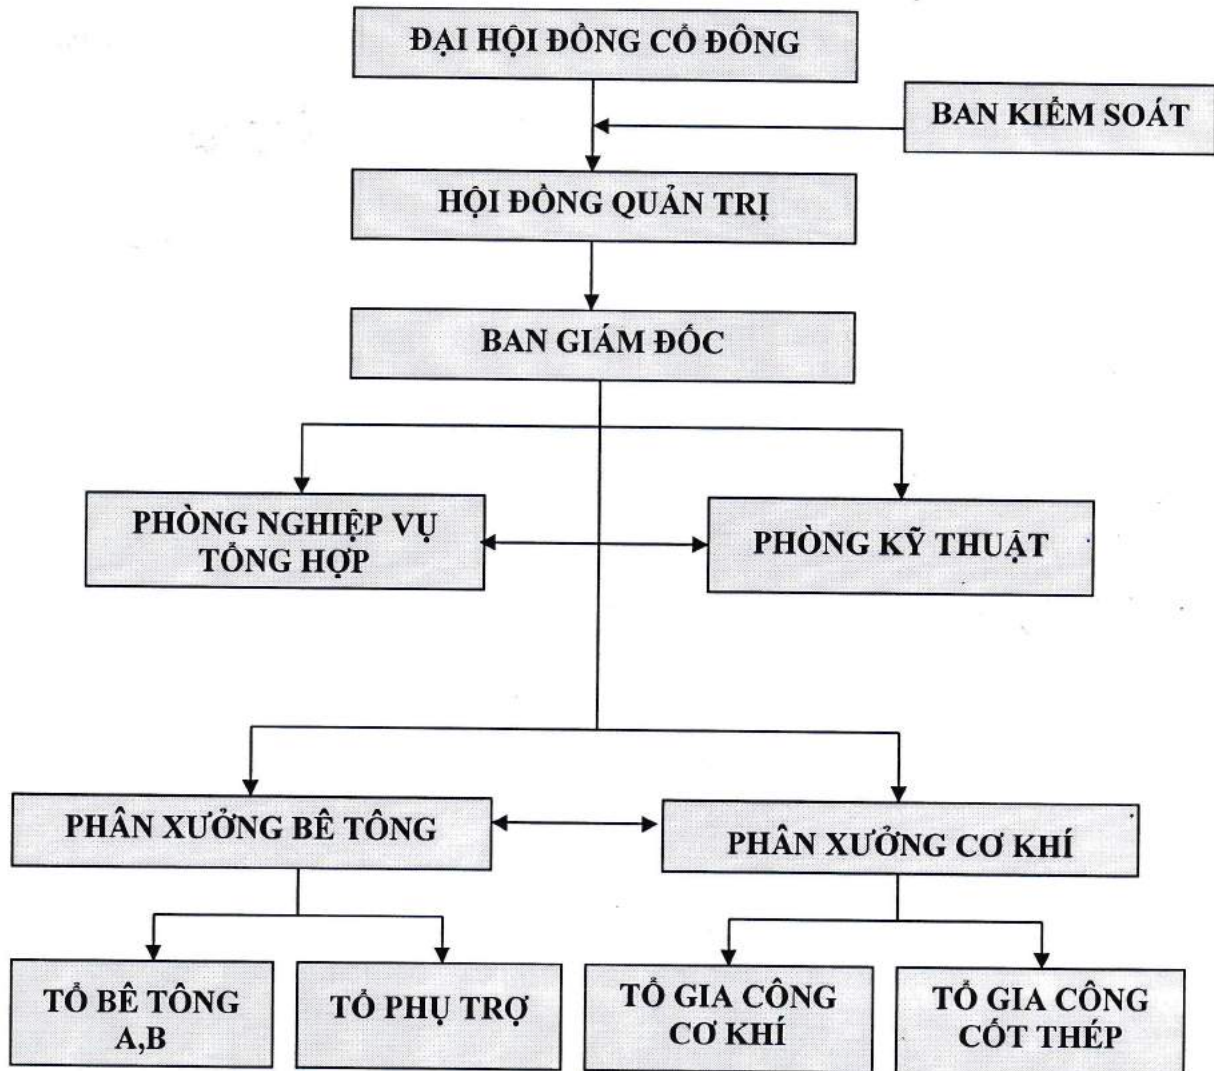 ĐẠI HỘI ĐỒNG CỔ ĐÔNG
BAN KIỂM SOÁT
HỘI ĐỒNG QUẢN TRỊ
BAN GIÁM ĐỐC
PHÒNG NGHIỆP VỤ
TỔNG HỢP
PHÒNG KỸ THUẬT
PHÂN XƯỞNG BÊ TÔNG
PHÂN XƯỞNG CƠ KHÍ
TỔ BÊ TÔNG
A,B
TỔ PHỤ TRỢ
TỔ GIA CÔNG
CƠ KHÍ
TỔ GIA CÔNG
CỐT THÉP